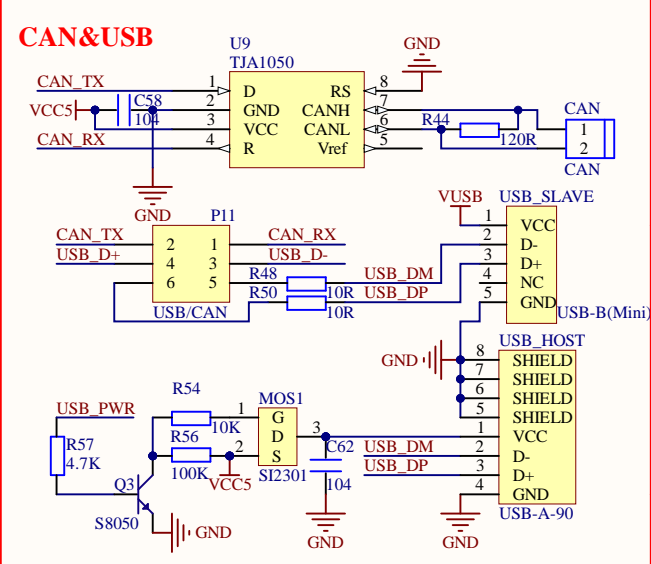 CAN&USB
U9
TJA1050
GND
CAN_TX
1
D
RS
8
C58
VCC5
104
2
GND
CANH
7
3
VCC
CANL
6
R44
120R
CAN
1
2
CAN
CAN_RX
4
R
Vref
5
GND
P11
CAN_TX
2
1
CAN_RX
USB_D+
4
3
USB_D-
6
5
R48
10R
USB_DM
R50
10R
USB_DP
USB/CAN
VUSB
USB_SLAVE
1
VCC
2
D-
3
D+
4
NC
5
GND
USB-B(Mini)
USB_HOST
GND
8
SHIELD
7
SHIELD
6
SHIELD
5
SHIELD
1
VCC
USB_DM
2
D-
USB_DP
3
D+
4
GND
USB-A-90
GND
R54
10K
MOS1
USB_PWR
1
G
D
3
R56
100K
2
S
SI2301
VCC5
C62
104
GND
R57
4.7K
Q3
S8050
GND